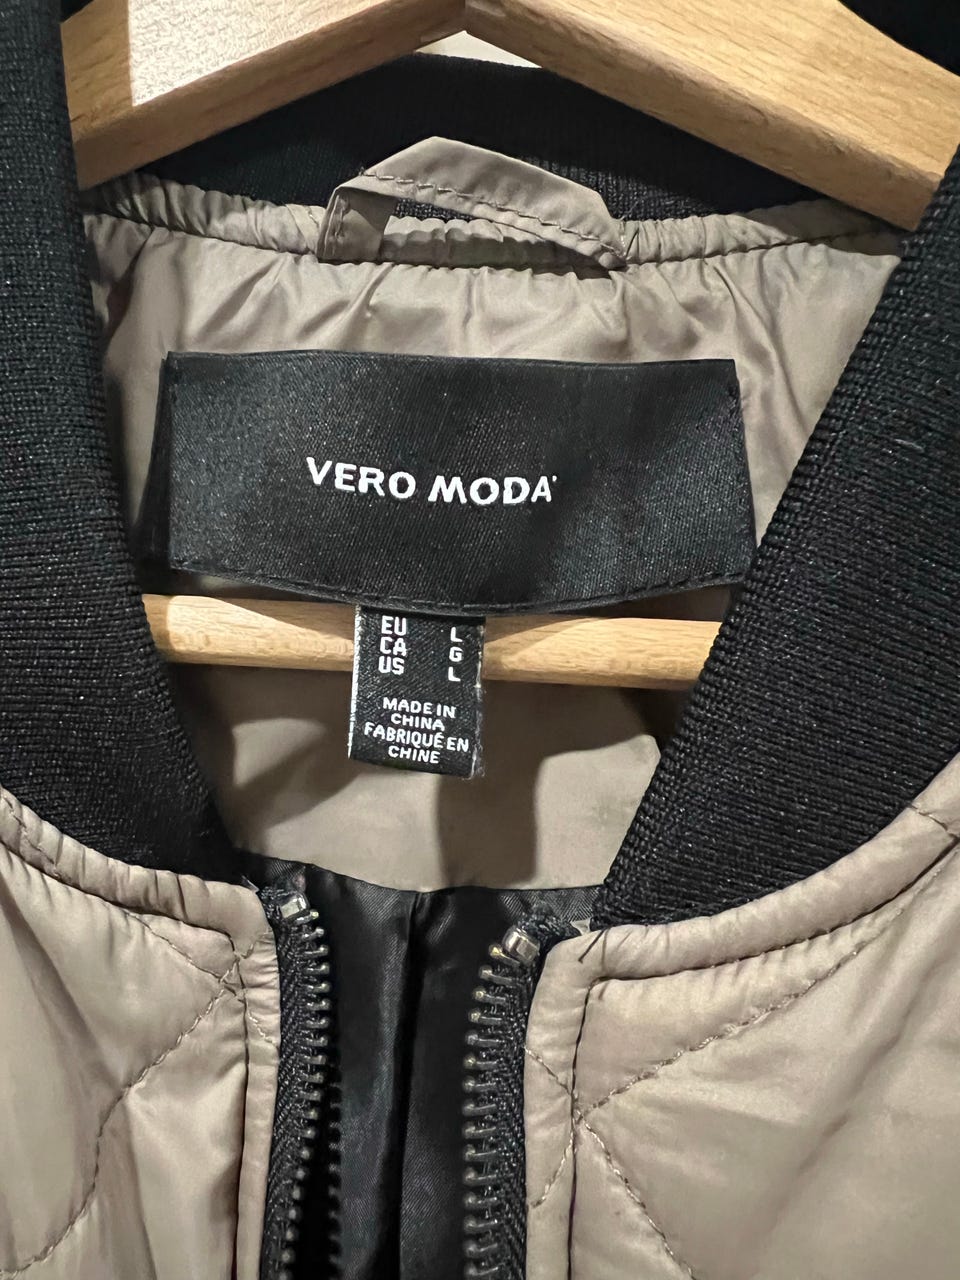 VERO MODA
EU L
CA G
US L
MADE IN
CHINA
FABRIQUÉ EN
CHINE